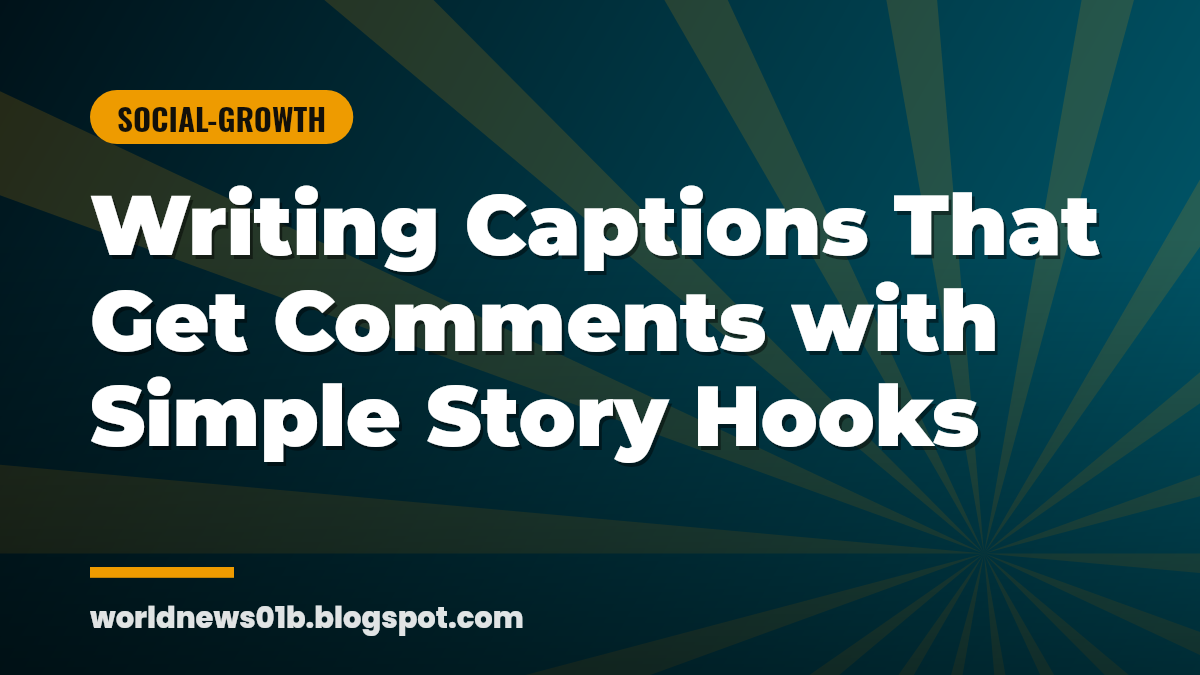 SOCIAL-GROWTH
Writing Captions That
Get Comments with
Simple Story Hooks
worldnews01b.blogspot.com